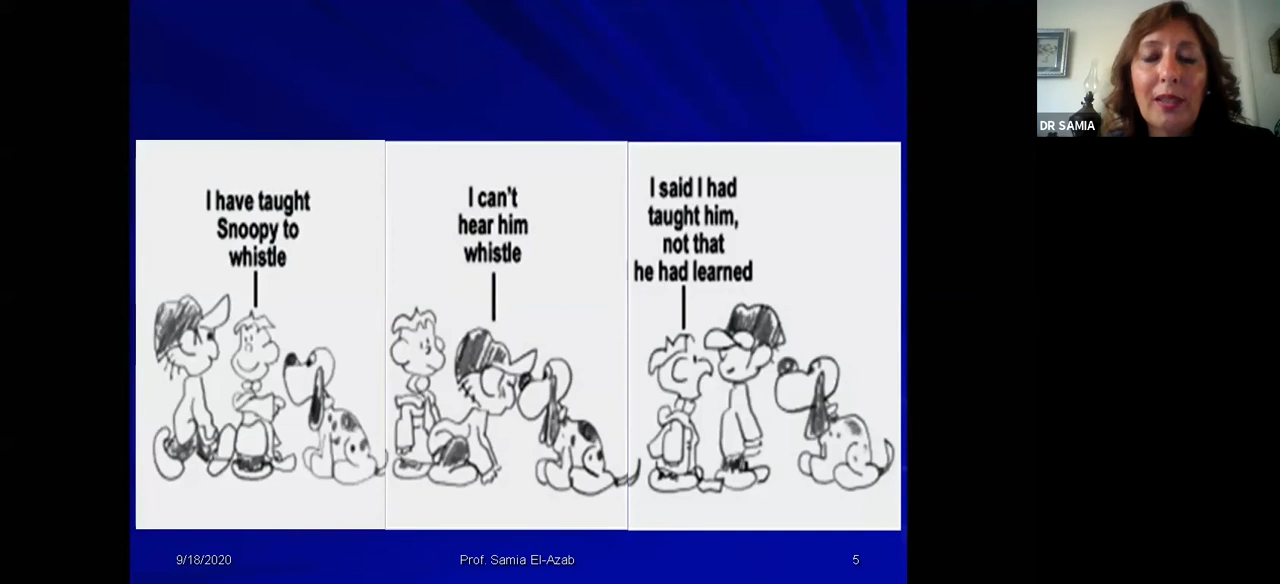 I have taught
Snoopy to
whistle
I can't
hear him
whistle
I said I had
taught him,
not that
he had learned
DR SAMIA
9/18/2020
Prof. Samia El-Azab
5